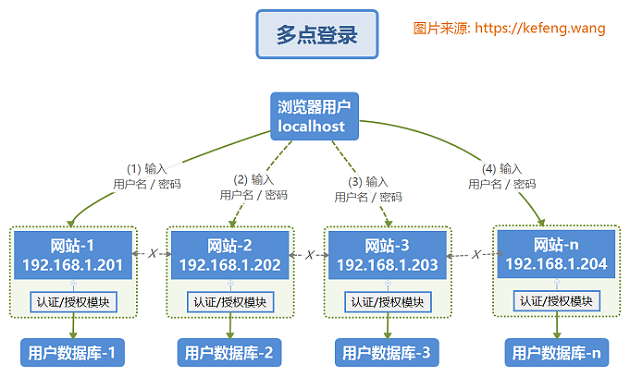 多点登录
图片来源: https://kefeng.wang
浏览器用户
localhost
(1) 输入
用户名 / 密码
(2) 输入
用户名 / 密码
(3) 输入
用户名 / 密码
(4) 输入
用户名 / 密码
网站-1
192.168.1.201
X
网站-2
192.168.1.202
X
网站-3
192.168.1.203
X
网站-n
192.168.1.204
认证/授权模块
认证/授权模块
认证/授权模块
认证/授权模块
用户数据库-1
用户数据库-2
用户数据库-3
用户数据库-n